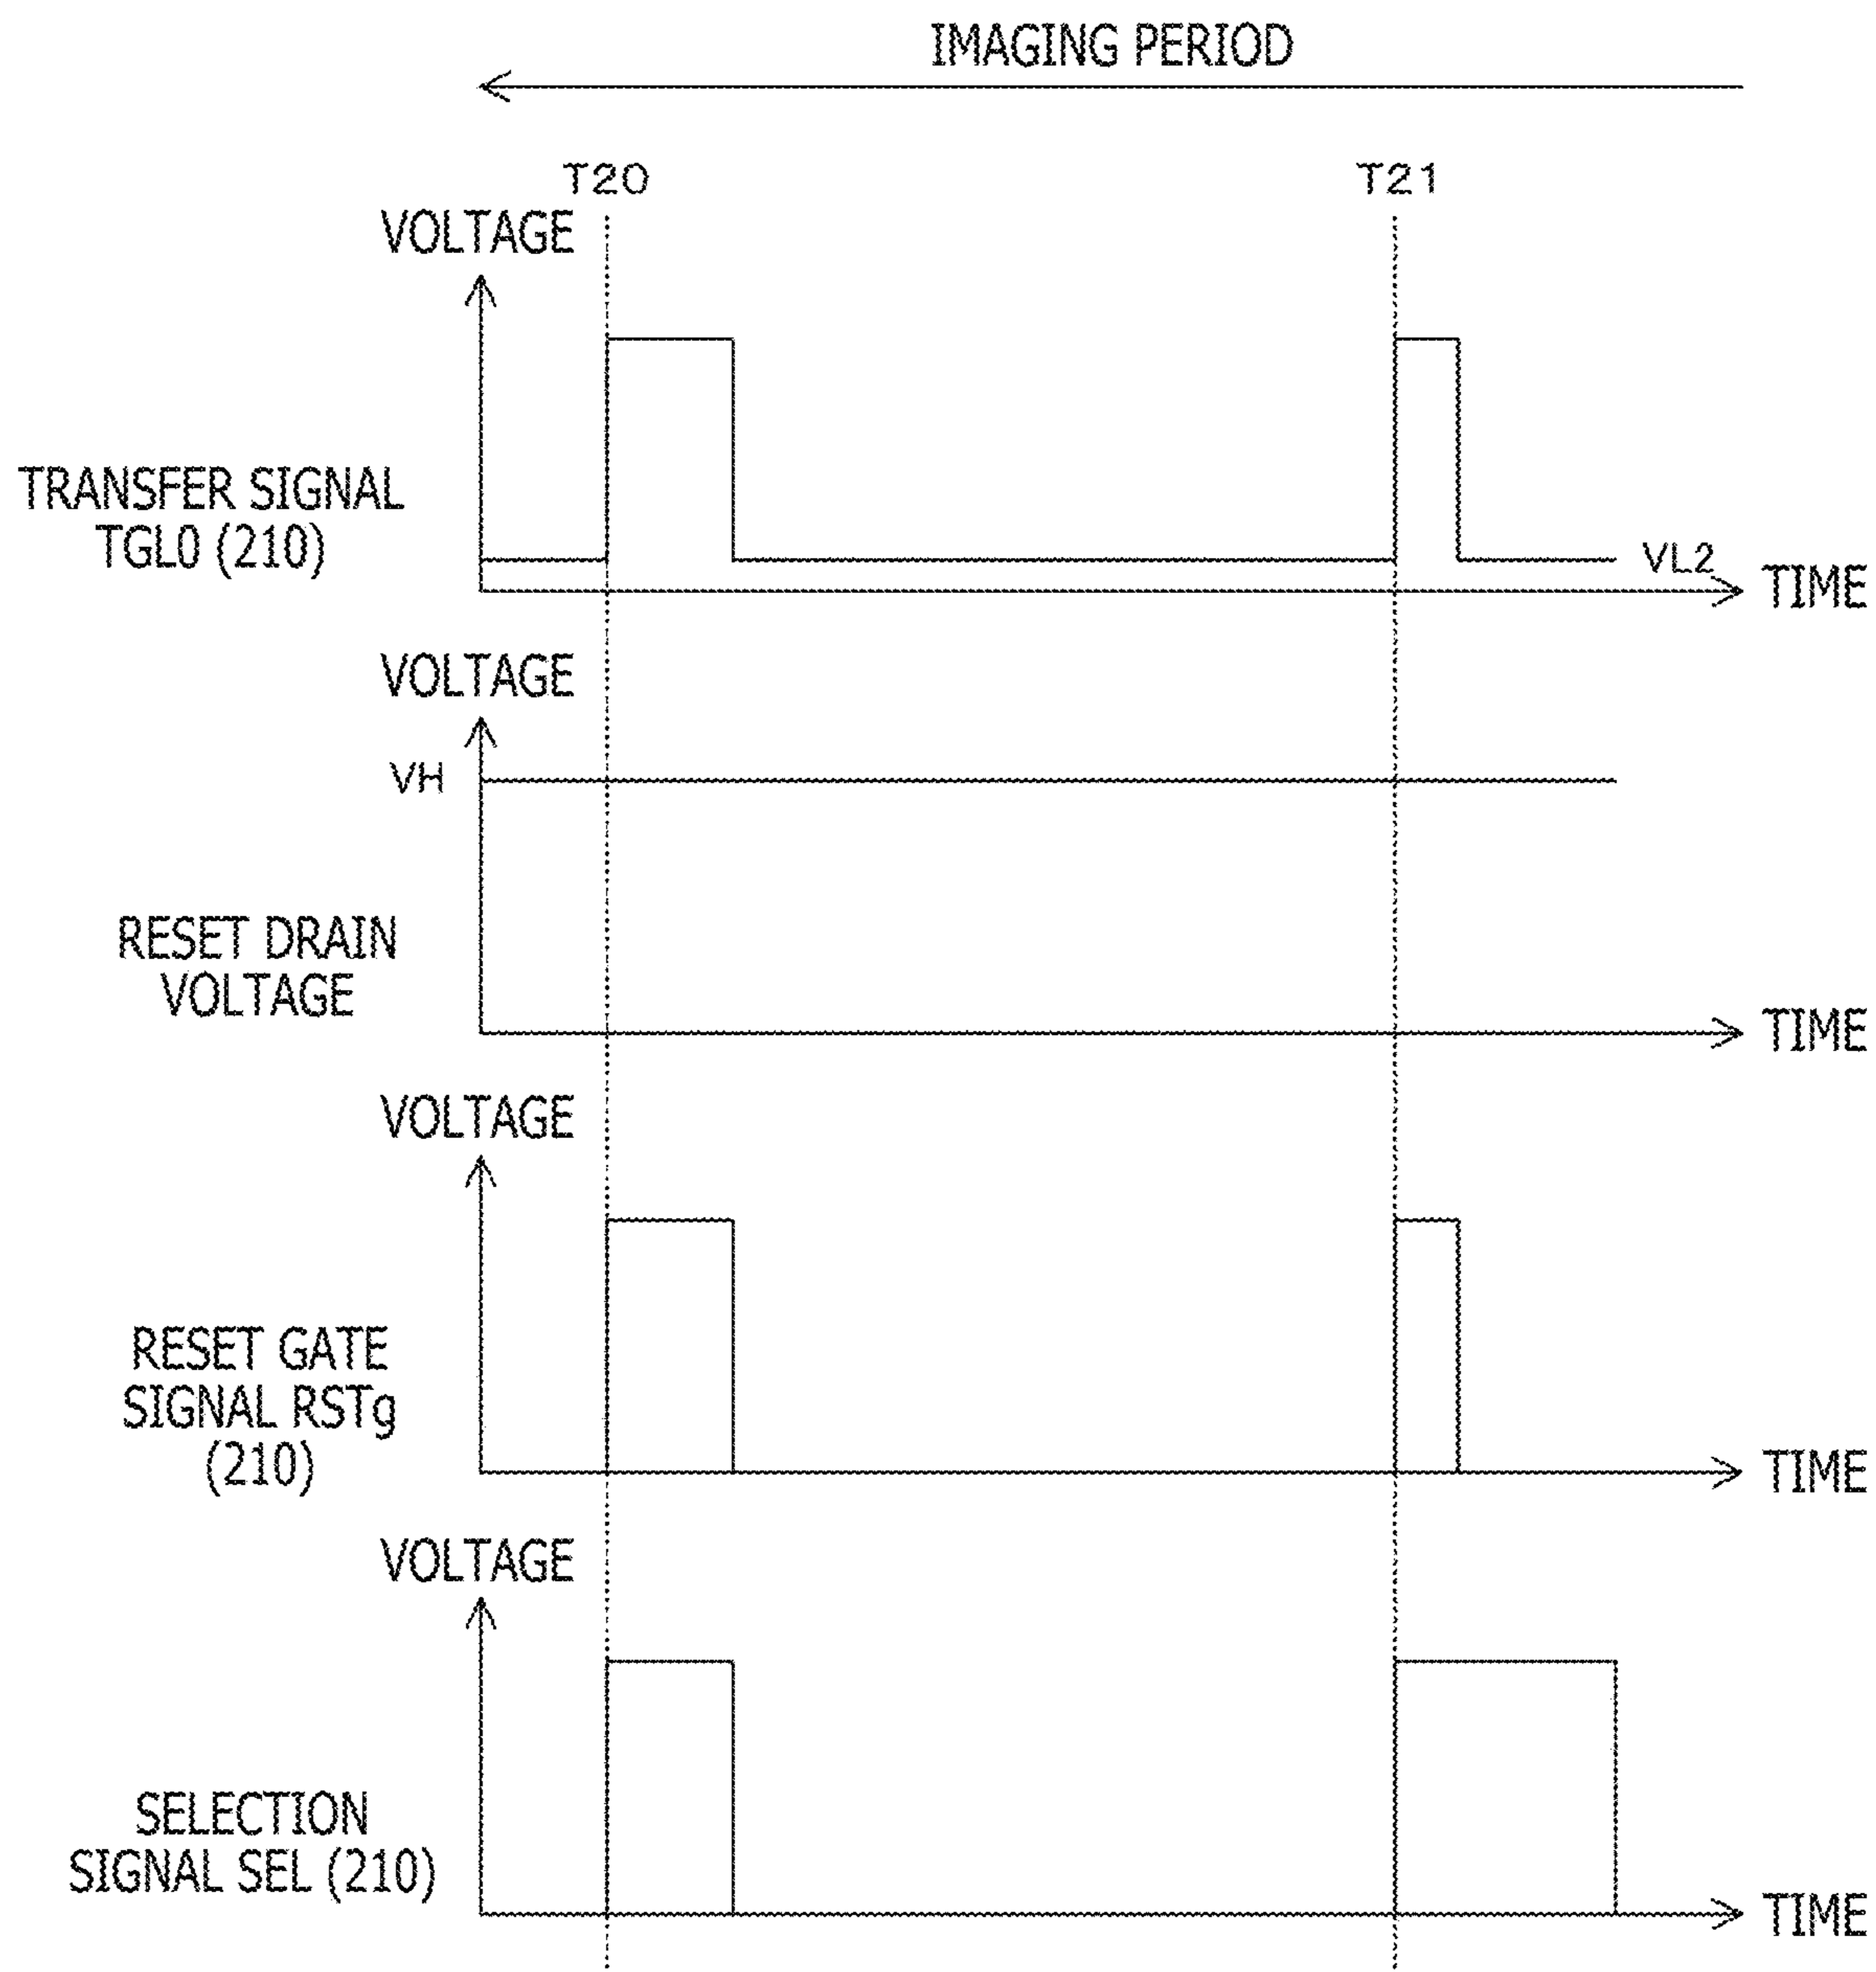 IMAGING PERIOD
T20
T21
VOLTAGE
TRANSFER SIGNAL
TGL0 (210)
VL2
TIME
VOLTAGE
VH
RESET DRAIN
VOLTAGE
TIME
VOLTAGE
RESET GATE
SIGNAL RSTg
(210)
TIME
VOLTAGE
SELECTION
SIGNAL SEL (210)
TIME